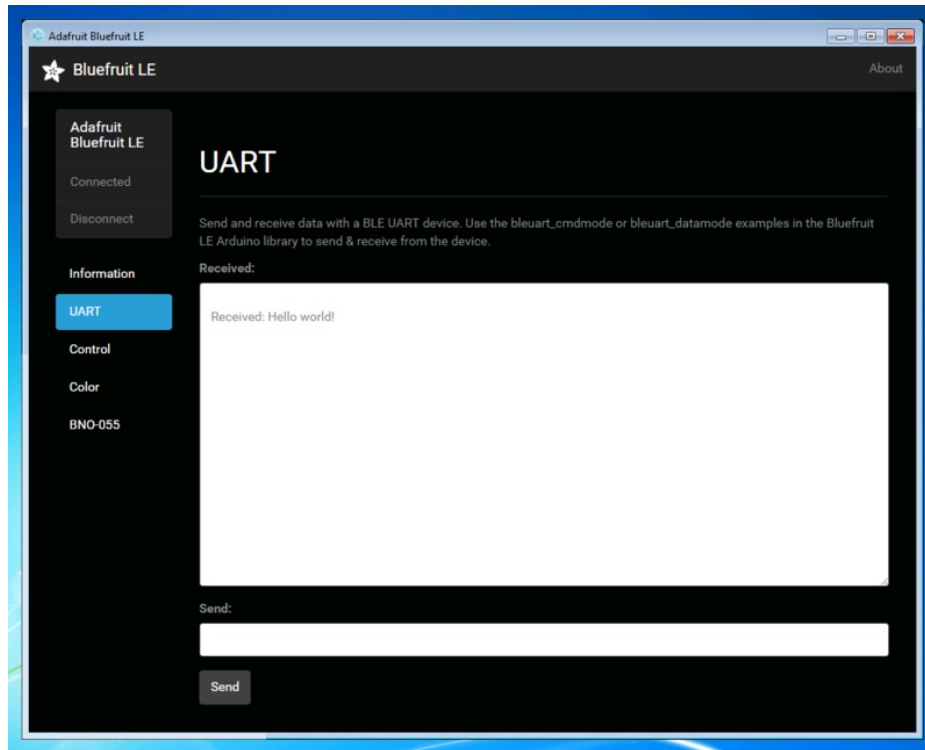 Adafruit Bluefruit LE
Bluefruit LE
About
Adafruit
Bluefruit LE
Connected
Disconnect
Information
UART
Control
Color
BNO-055
UART
Send and receive data with a BLE UART device. Use the bleuart_cmdmode or bleuart_datamode examples in the Bluefruit
LE Arduino library to send & receive from the device.
Received:
Received: Hello world!
Send:
Send